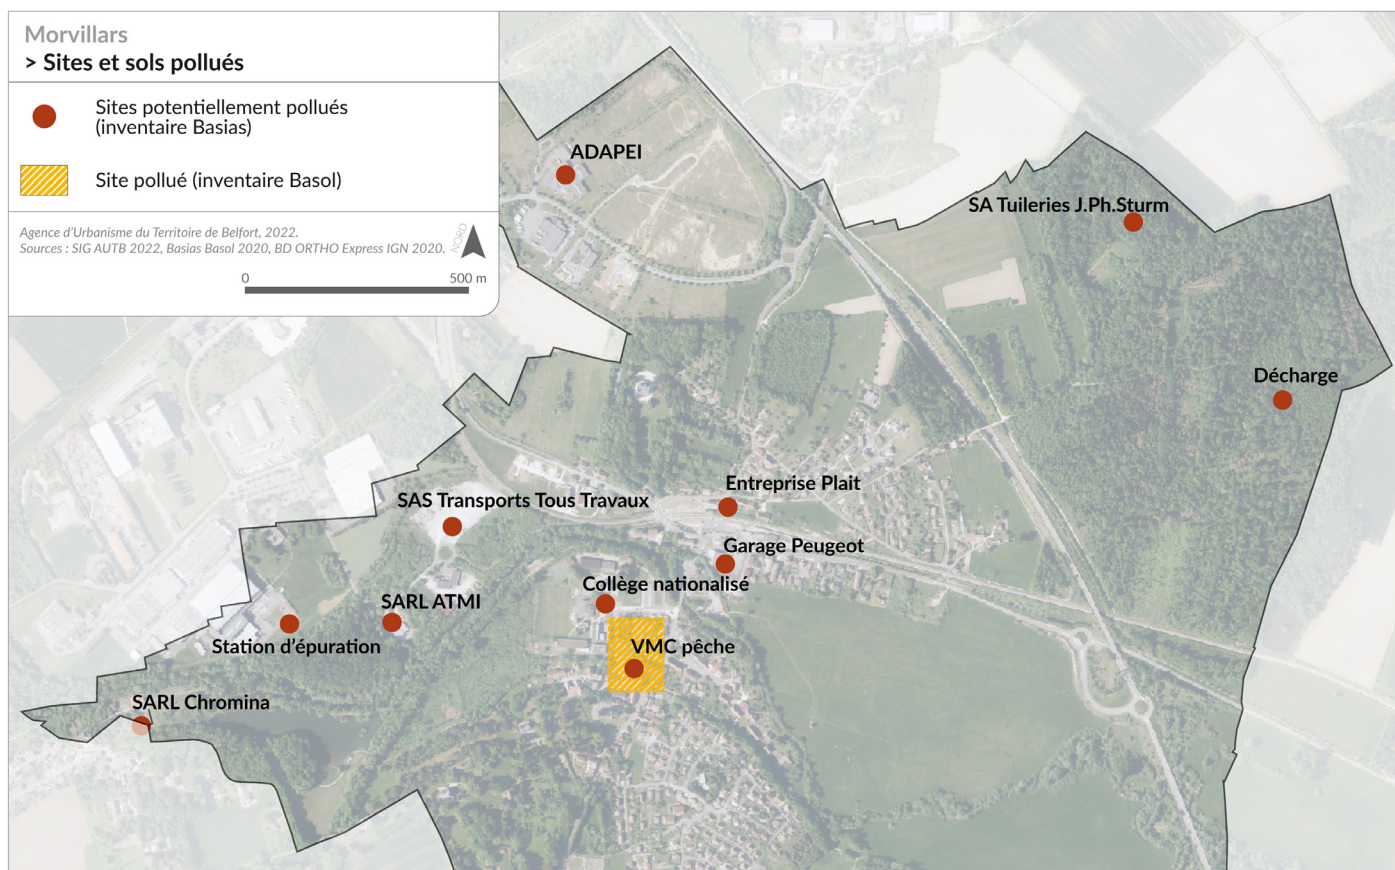 Morvillars
> Sites et sols pollués
Sites potentiellement pollués
(inventaire Basias)
Site pollué (inventaire Basol)
Agence d'Urbanisme du Territoire de Belfort, 2022.
Sources : SIG AUTB 2022, Basias Basol 2020, BD ORTHO Express IGN 2020.
NORD
0 500 m
ADAPEI
SA Tuileries J.Ph.Sturm
Décharge
Entreprise Plait
SAS Transports Tous Travaux
Garage Peugeot
Collège nationalisé
SARL ATMI
Station d'épuration
VMC pêche
SARL Chromina